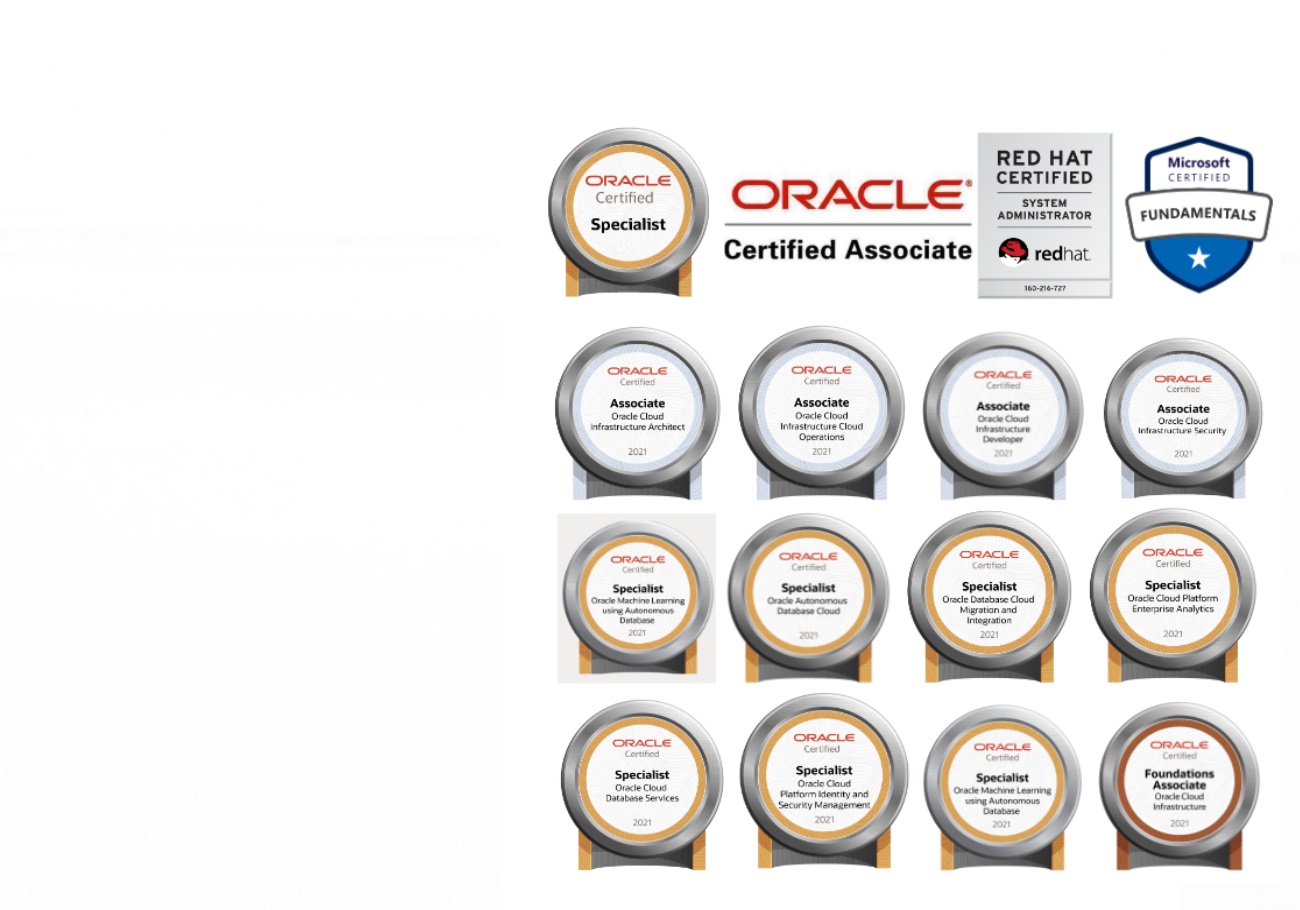 ORACLE
Certified
Specialist
ORACLE®
Certified Associate
RED HAT
CERTIFIED
SYSTEM
ADMINISTRATOR
redhat.
160-216-727
Microsoft
CERTIFIED
FUNDAMENTALS
ORACLE
Certified
Associate
Oracle Cloud
Infrastructure Architect
2021
ORACLE
Certified
Associate
Oracle Cloud
Infrastructure Cloud
Operations
2021
ORACLE
Certified
Associate
Oracle Cloud
Infrastructure
Developer
2021
ORACLE
Certified
Associate
Oracle Cloud
Infrastructure Security
2021
ORACLE
Certified
Specialist
Oracle Machine Learning
using Autonomous
Database
2021
ORACLE
Certified
Specialist
Oracle Autonomous
Database Cloud
2021
ORACLE
Certified
Specialist
Oracle Database Cloud
Migration and
Integration
2021
ORACLE
Certified
Specialist
Oracle Cloud Platform
Enterprise Analytics
2021
ORACLE
Certified
Specialist
Oracle Cloud
Database Services
2021
ORACLE
Certified
Specialist
Oracle Cloud
Platform Identity and
Security Management
2021
ORACLE
Certified
Specialist
Oracle Machine Learning
using Autonomous
Database
2021
ORACLE
Certified
Foundations
Associate
Oracle Cloud
Infrastructure
2021